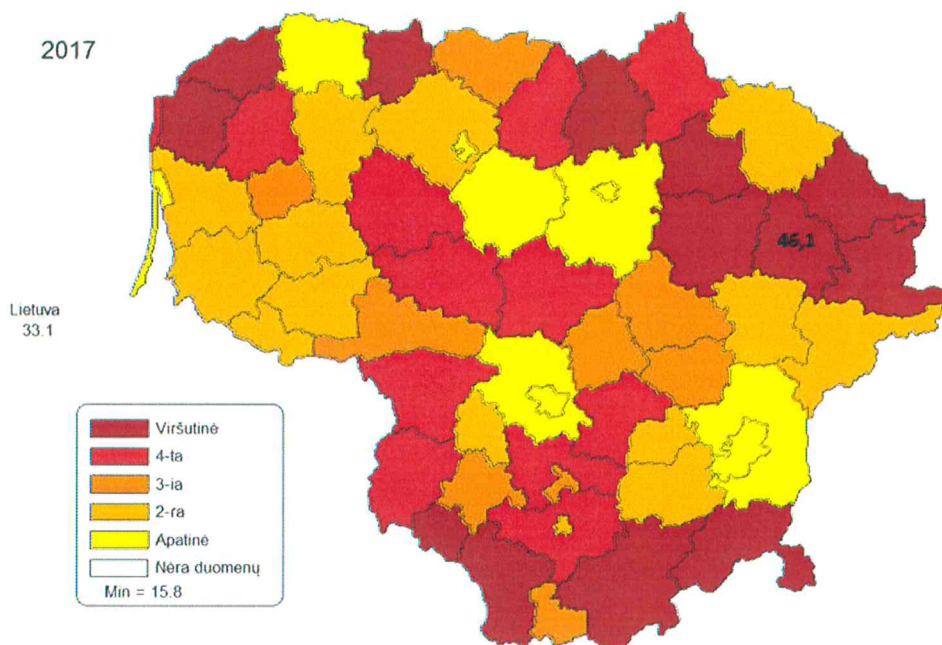 2017
46,1
Lietuva
33.1
Viršutinė
4-ta
3-ia
2-ra
Apatinė
Nėra duomenų
Min = 15.8